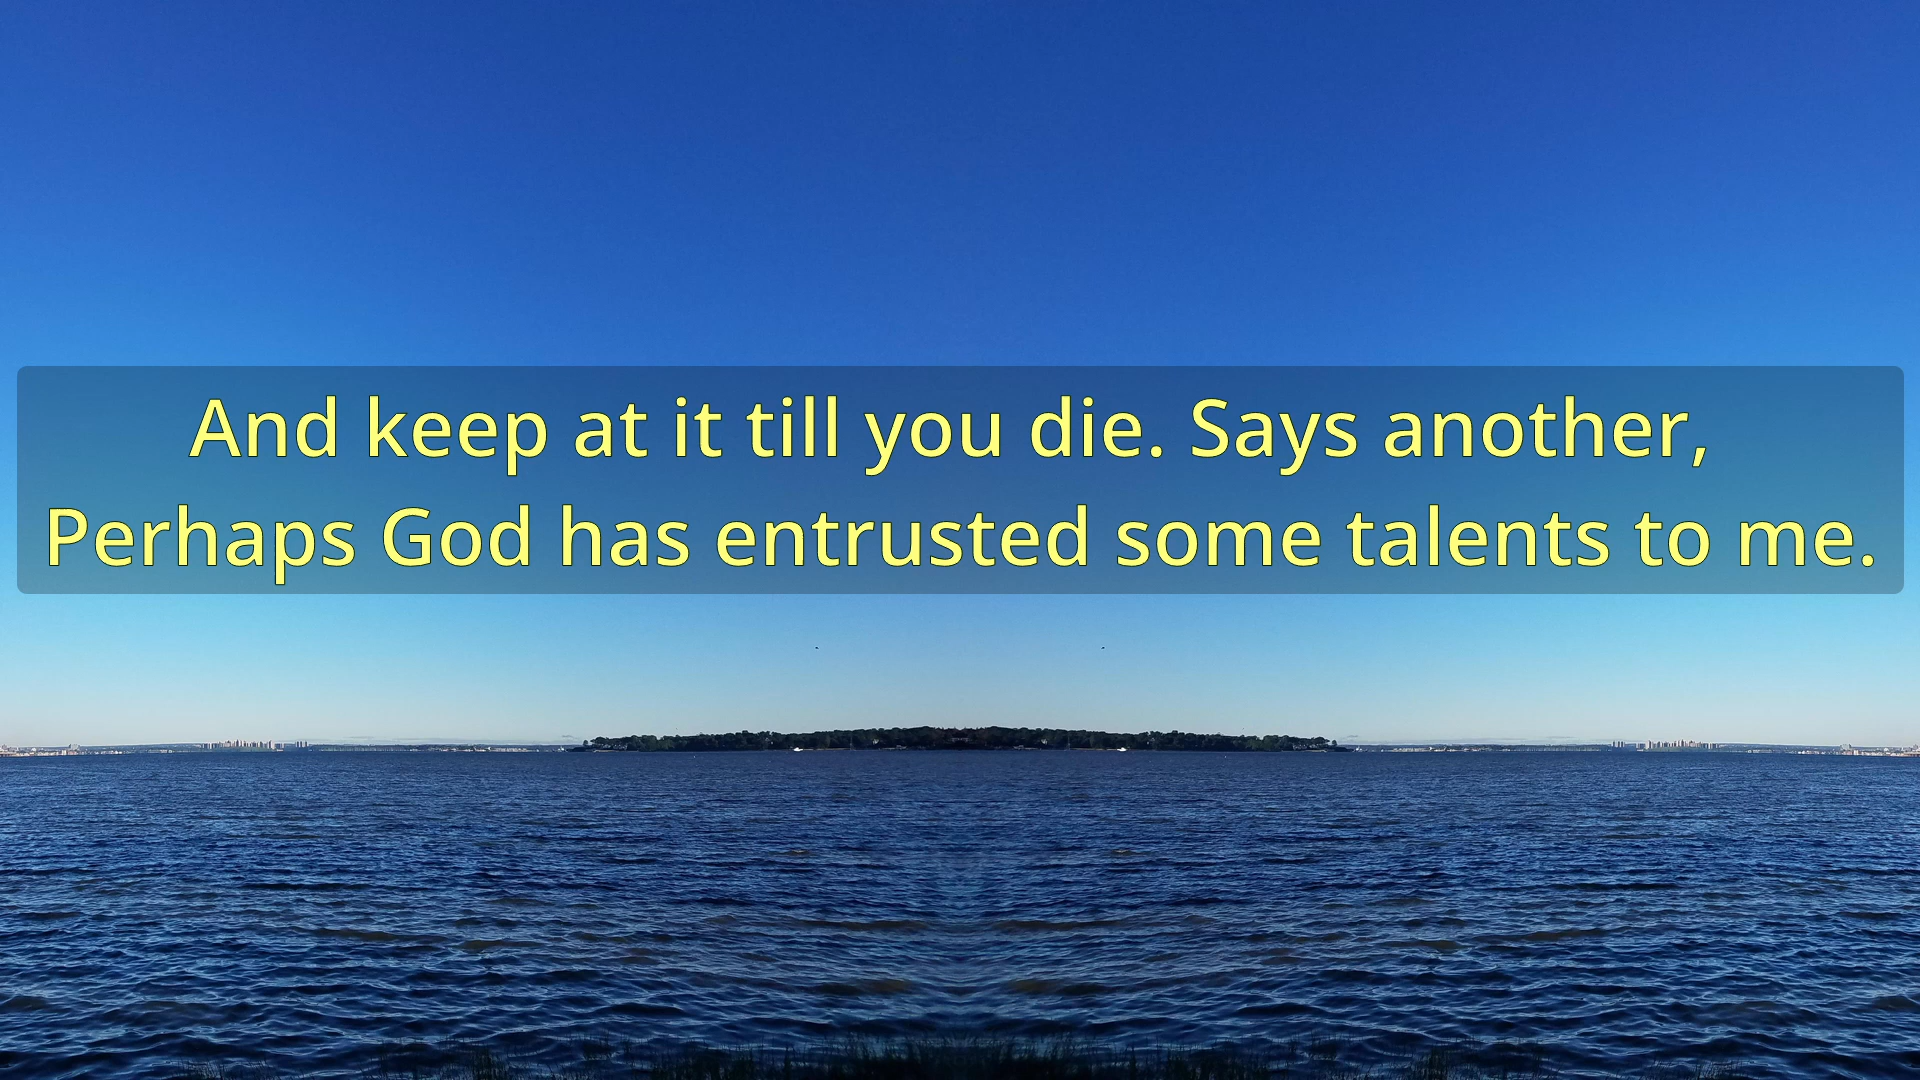 And keep at it till you die. Says another,
Perhaps God has entrusted some talents to me.